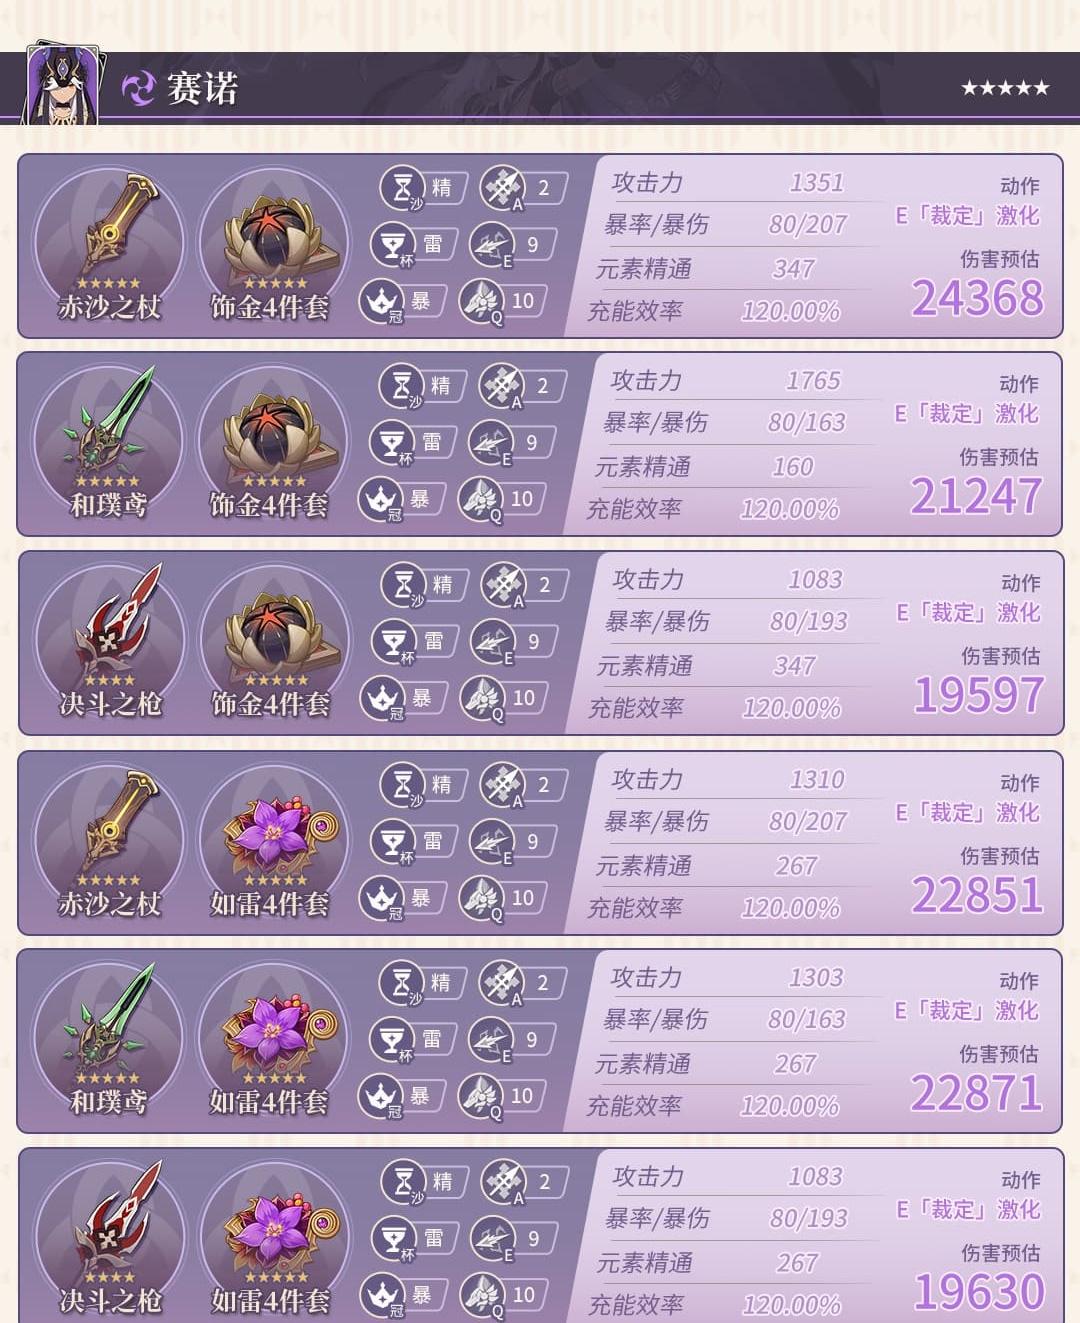 赛诺
★★★★★
沙 精 A 2 攻击力 1351 动作
杯 雷 E 9 暴率/暴伤 80/207 E「裁定」激化
冠 暴 Q 10 元素精通 347 伤害预估
★★★★★ ★★★★★ 充能效率 120.00% 24368
赤沙之杖 饰金4件套
沙 精 A 2 攻击力 1765 动作
杯 雷 E 9 暴率/暴伤 80/163 E「裁定」激化
冠 暴 Q 10 元素精通 160 伤害预估
★★★★★ ★★★★★ 充能效率 120.00% 21247
和璞鸢 饰金4件套
沙 精 A 2 攻击力 1083 动作
杯 雷 E 9 暴率/暴伤 80/193 E「裁定」激化
冠 暴 Q 10 元素精通 347 伤害预估
★★★★ ★★★★★ 充能效率 120.00% 19597
决斗之枪 饰金4件套
沙 精 A 2 攻击力 1310 动作
杯 雷 E 9 暴率/暴伤 80/207 E「裁定」激化
冠 暴 Q 10 元素精通 267 伤害预估
★★★★★ ★★★★★ 充能效率 120.00% 22851
赤沙之杖 如雷4件套
沙 精 A 2 攻击力 1303 动作
杯 雷 E 9 暴率/暴伤 80/163 E「裁定」激化
冠 暴 Q 10 元素精通 267 伤害预估
★★★★★ ★★★★★ 充能效率 120.00% 22871
和璞鸢 如雷4件套
沙 精 A 2 攻击力 1083 动作
杯 雷 E 9 暴率/暴伤 80/193 E「裁定」激化
冠 暴 Q 10 元素精通 267 伤害预估
★★★★ ★★★★★ 充能效率 120.00% 19630
决斗之枪 如雷4件套